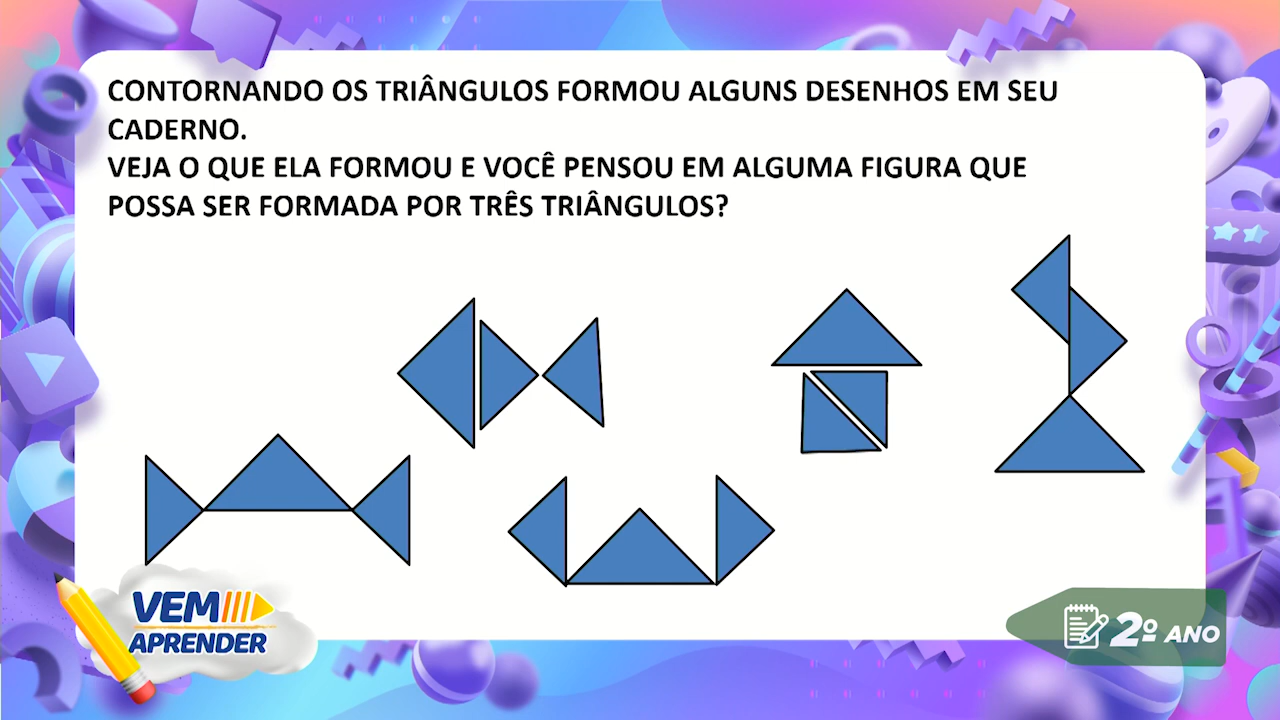 CONTORNANDO OS TRIÂNGULOS FORMOU ALGUNS DESENHOS EM SEU
CADERNO.
VEJA O QUE ELA FORMOU E VOCÊ PENSOU EM ALGUMA FIGURA QUE
POSSA SER FORMADA POR TRÊS TRIÂNGULOS?
VEM
APRENDER
2º ANO